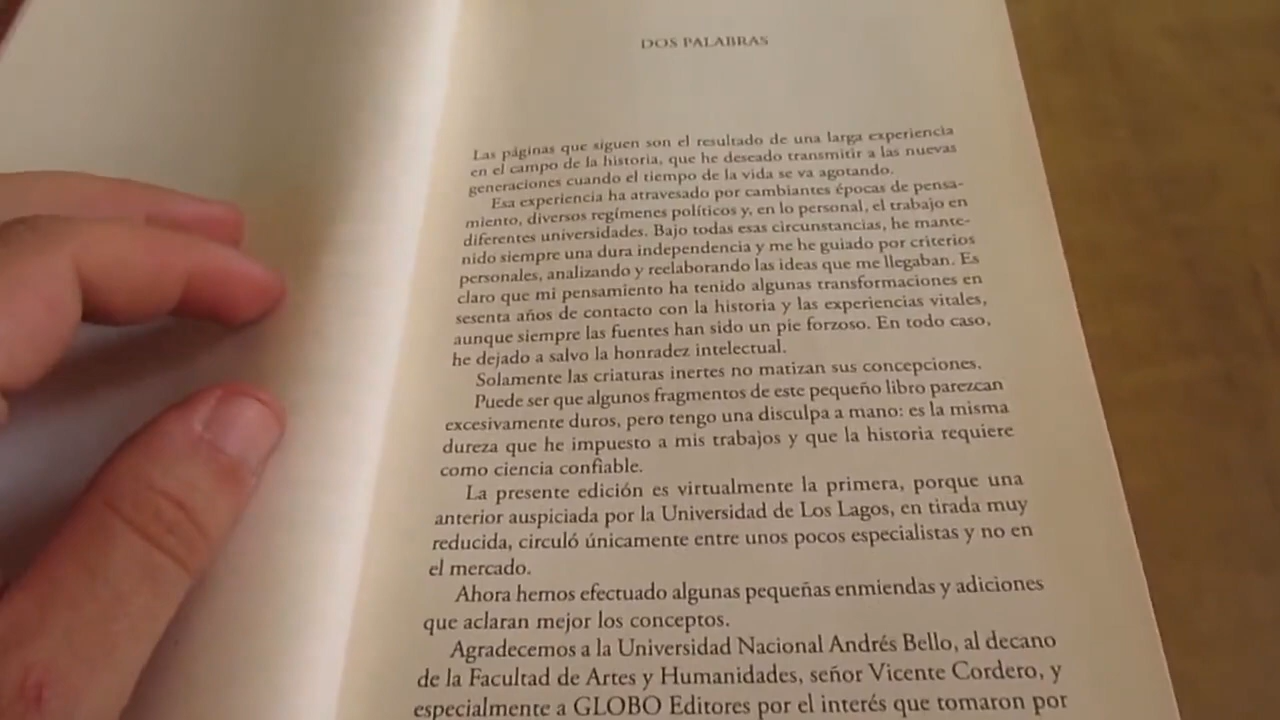 DOS PALABRAS
Las páginas que siguen son el resultado de una larga experiencia
en el campo de la historia, que he deseado transmitir a las nuevas
generaciones cuando el tiempo de la vida se va agotando.
Esa experiencia ha atravesado por cambiantes épocas de pensa-
miento, diversos regímenes políticos y, en lo personal, el trabajo en
diferentes universidades. Bajo todas esas circunstancias, he mante-
nido siempre una dura independencia y me he guiado por criterios
personales, analizando y reelaborando las ideas que me llegaban. Es
claro que mi pensamiento ha tenido algunas transformaciones en
sesenta años de contacto con la historia y las experiencias vitales,
aunque siempre las fuentes han sido un pie forzoso. En todo caso,
he dejado a salvo la honradez intelectual.
Solamente las criaturas inertes no matizan sus concepciones.
Puede ser que algunos fragmentos de este pequeño libro parezcan
excesivamente duros, pero tengo una disculpa a mano: es la misma
dureza que he impuesto a mis trabajos y que la historia requiere
como ciencia confiable.
La presente edición es virtualmente la primera, porque una
anterior auspiciada por la Universidad de Los Lagos, en tirada muy
reducida, circuló únicamente entre unos pocos especialistas y no en
el mercado.
Ahora hemos efectuado algunas pequeñas enmiendas y adiciones
que aclaran mejor los conceptos.
Agradecemos a la Universidad Nacional Andrés Bello, al decano
de la Facultad de Artes y Humanidades, señor Vicente Cordero, y
especialmente a GLOBO Editores por el interés que tomaron por